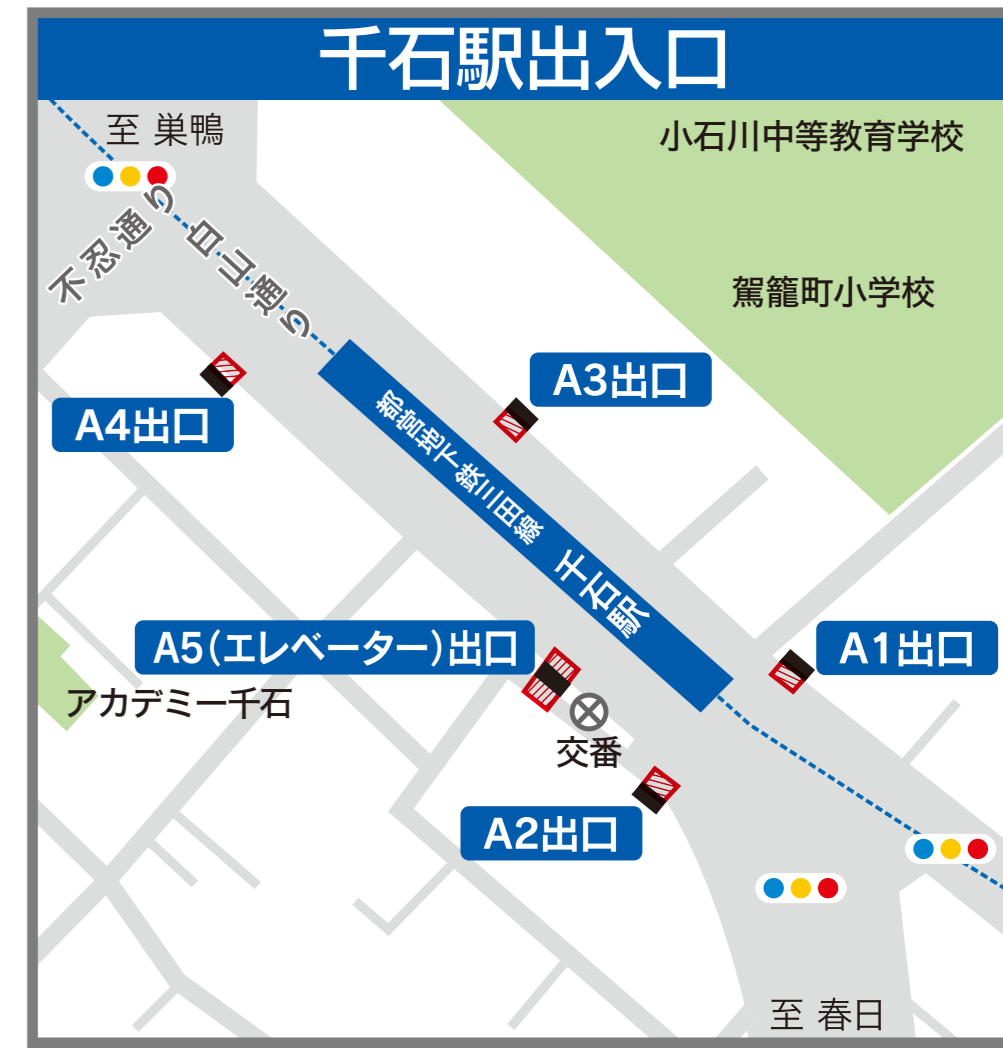 千石駅出入口
至 巣鴨
小石川中等教育学校
不忍通り
白山通り
駕籠町小学校
A3出口
A4出口
都営地下鉄三田線 千石駅
A5(エレベーター)出口
A1出口
アカデミー千石
交番
A2出口
至 春日